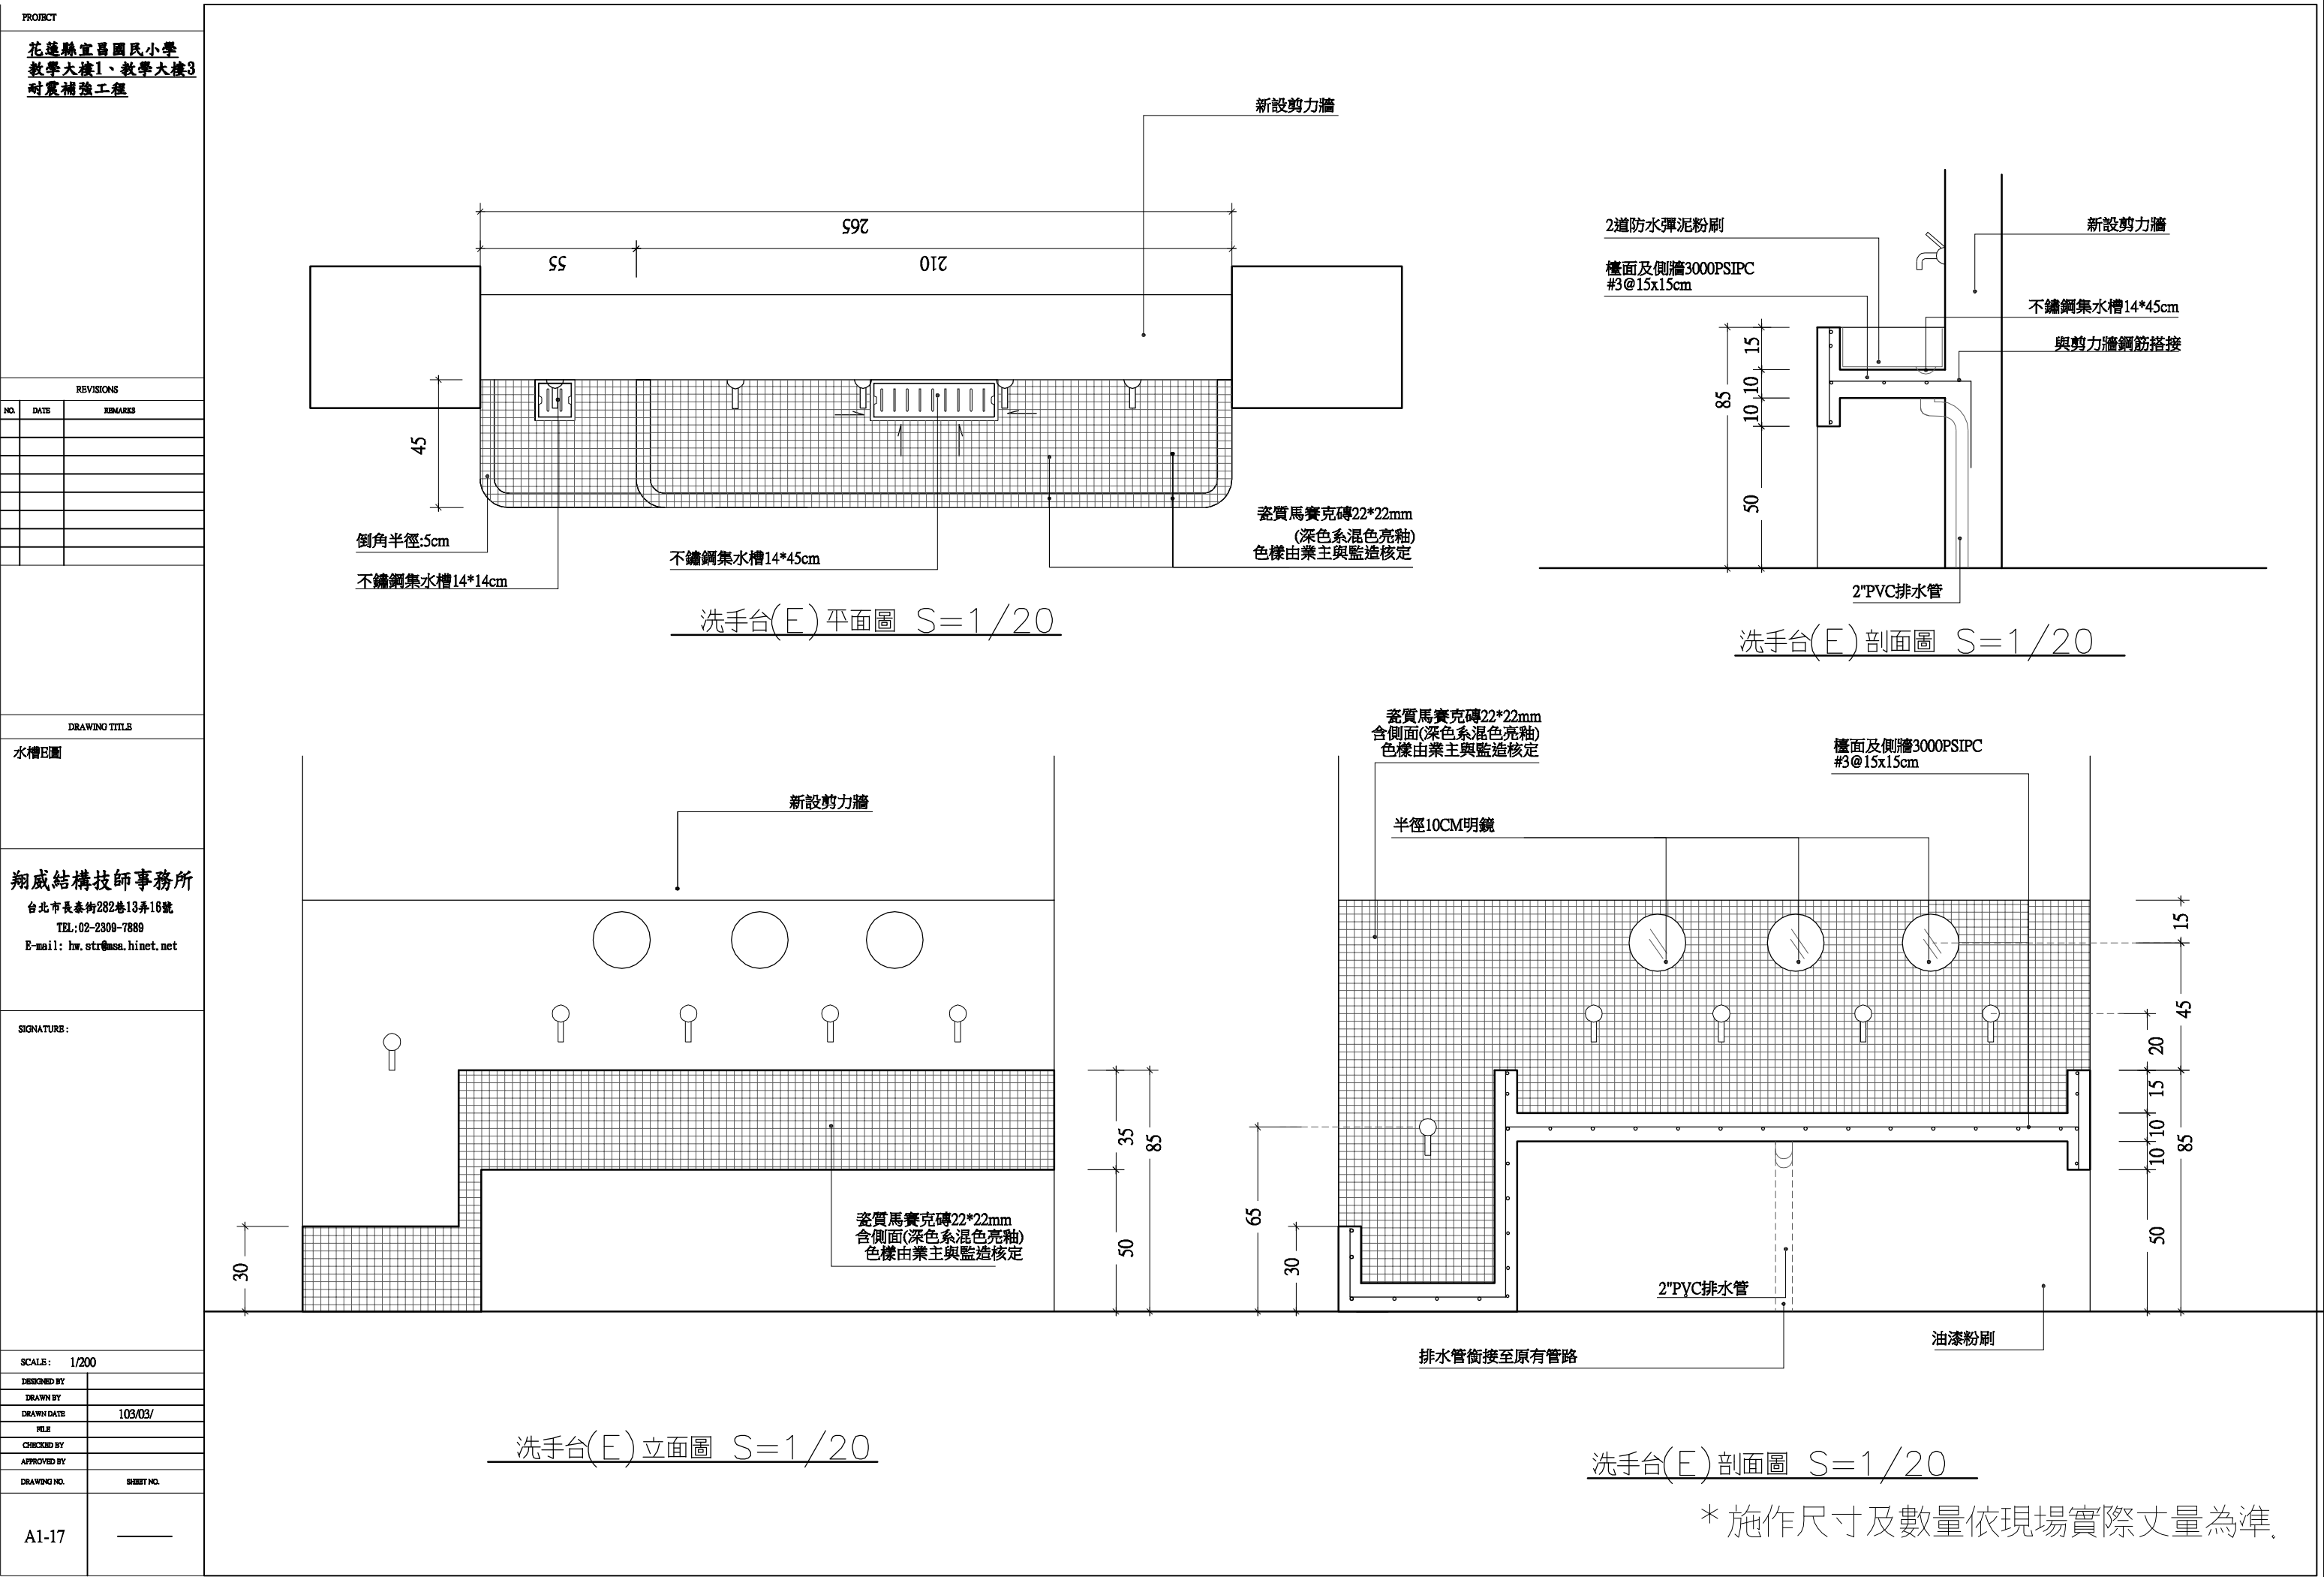 PROJECT
花蓮縣宜昌國民小學
教學大樓1、教學大樓3
耐震補強工程
REVISIONS
NO. DATE REMARKS
DRAWING TITLE
水槽E圖
翔威結構技師事務所
台北市長泰街282巷13弄16號
TEL:02-2309-7889
E-mail: hw.str@msa.hinet.net
SIGNATURE :
SCALE : 1/200
DESIGNED BY
DRAWN BY
DRAWN DATE 103/03/
FILE
CHECKED BY
APPROVED BY
DRAWING NO. SHEET NO.
A1-17
新設剪力牆
265
55
210
45
倒角半徑:5cm
不鏽鋼集水槽14*14cm
不鏽鋼集水槽14*45cm
瓷質馬賽克磚22*22mm
(深色系混色亮釉)
色樣由業主與監造核定
洗手台(E)平面圖 S=1/20
2道防水彈泥粉刷
檯面及側牆3000PSIPC
#3@15x15cm
新設剪力牆
不鏽鋼集水槽14*45cm
與剪力牆鋼筋搭接
85
15
10
10
50
2"PVC排水管
洗手台(E)剖面圖 S=1/20
新設剪力牆
瓷質馬賽克磚22*22mm
含側面(深色系混色亮釉)
色樣由業主與監造核定
30
35
85
50
洗手台(E)立面圖 S=1/20
瓷質馬賽克磚22*22mm
含側面(深色系混色亮釉)
色樣由業主與監造核定
檯面及側牆3000PSIPC
#3@15x15cm
半徑10CM明鏡
15
45
20
15
10
10
85
50
65
30
2"PVC排水管
排水管銜接至原有管路
油漆粉刷
洗手台(E)剖面圖 S=1/20
*施作尺寸及數量依現場實際丈量為準.